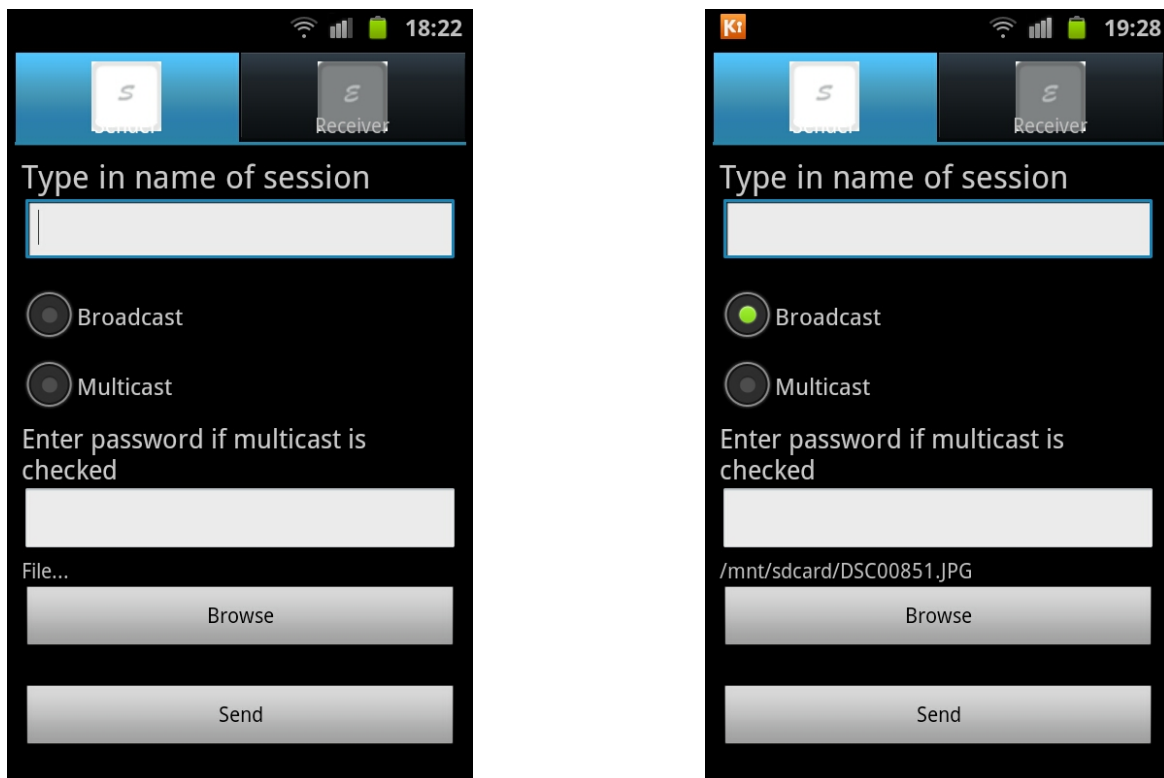 18:22
S
Sender
Ɛ
Receiver
Type in name of session
Broadcast
Multicast
Enter password if multicast is
checked
File...
Browse
Send
19:28
S
Sender
Ɛ
Receiver
Type in name of session
Broadcast
Multicast
Enter password if multicast is
checked
/mnt/sdcard/DSC00851.JPG
Browse
Send